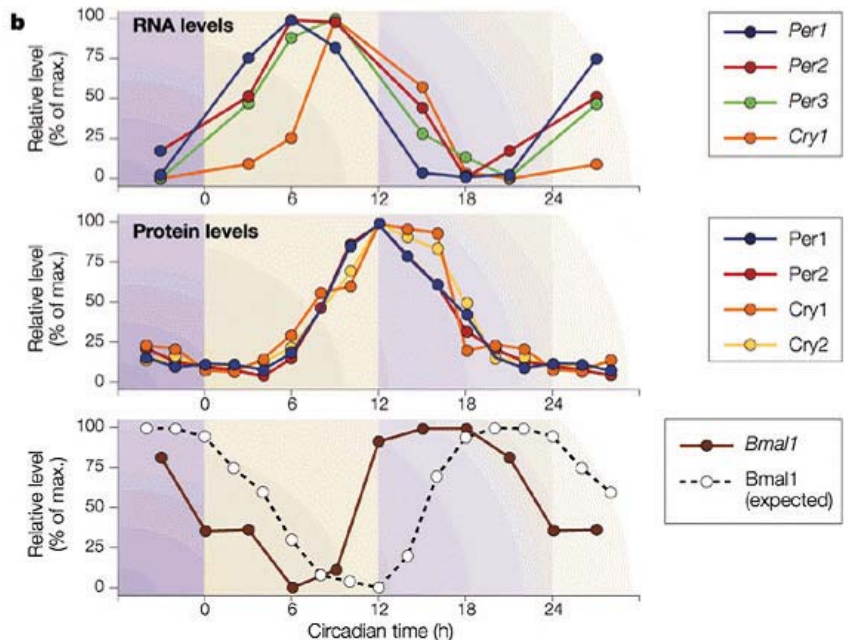 b
RNA levels
Relative level
(% of max.)
100
75
50
25
0
0 6 12 18 24
Per1
Per2
Per3
Cry1
Protein levels
Relative level
(% of max.)
100
75
50
25
0
0 6 12 18 24
Per1
Per2
Cry1
Cry2
Relative level
(% of max.)
100
75
50
25
0
0 6 12 18 24
Circadian time (h)
Bmal1
Bmal1
(expected)